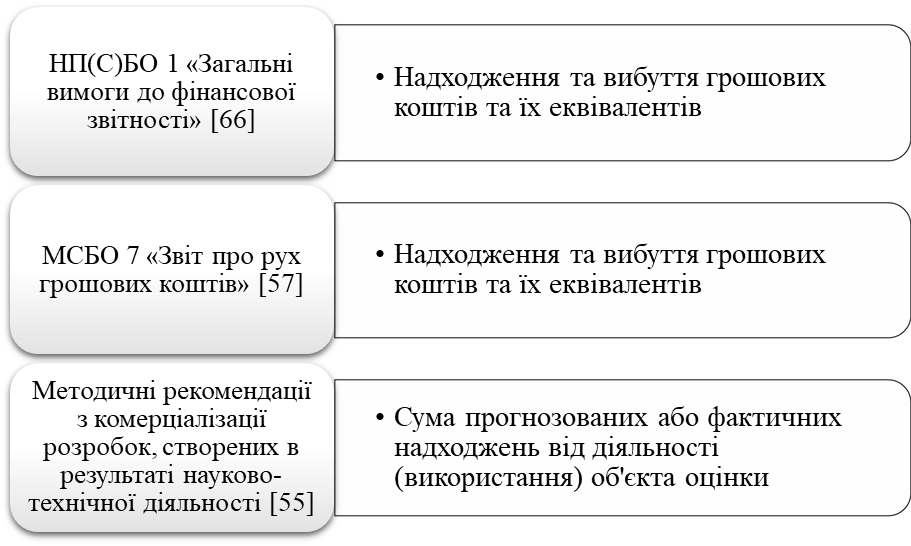 НП(С)БО 1 «Загальні
вимоги до фінансової
звітності» [66]
• Надходження та вибуття грошових
коштів та їх еквівалентів
МСБО 7 «Звіт про рух
грошових коштів» [57]
• Надходження та вибуття грошових
коштів та їх еквівалентів
Методичні рекомендації
з комерціалізації
розробок, створених в
результаті науково-
технічної діяльності [55]
• Сума прогнозованих або фактичних
надходжень від діяльності
(використання) об'єкта оцінки